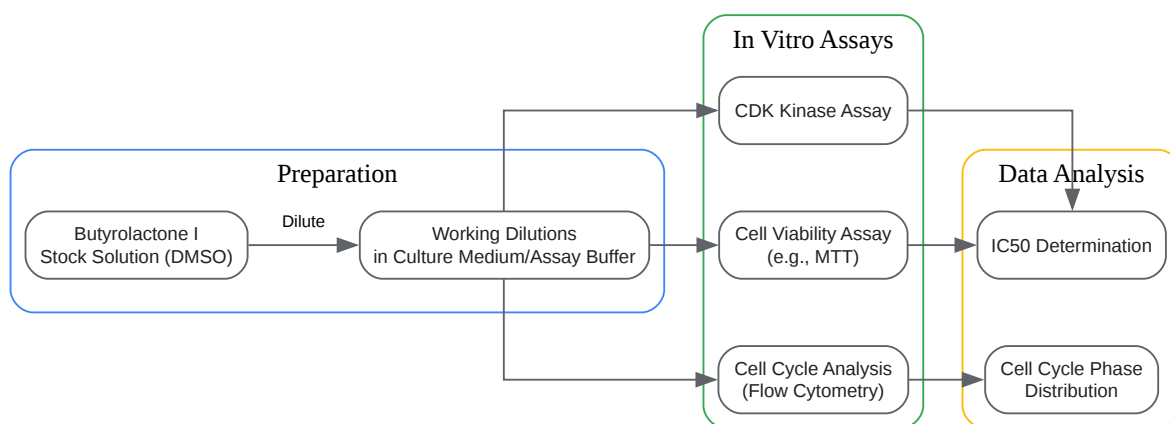 In Vitro Assays
CDK Kinase Assay
Preparation
Data Analysis
Butyrolactone I
Stock Solution (DMSO)
Dilute
Working Dilutions
in Culture Medium/Assay Buffer
Cell Viability Assay
(e.g., MTT)
IC50 Determination
Cell Cycle Analysis
(Flow Cytometry)
Cell Cycle Phase
Distribution